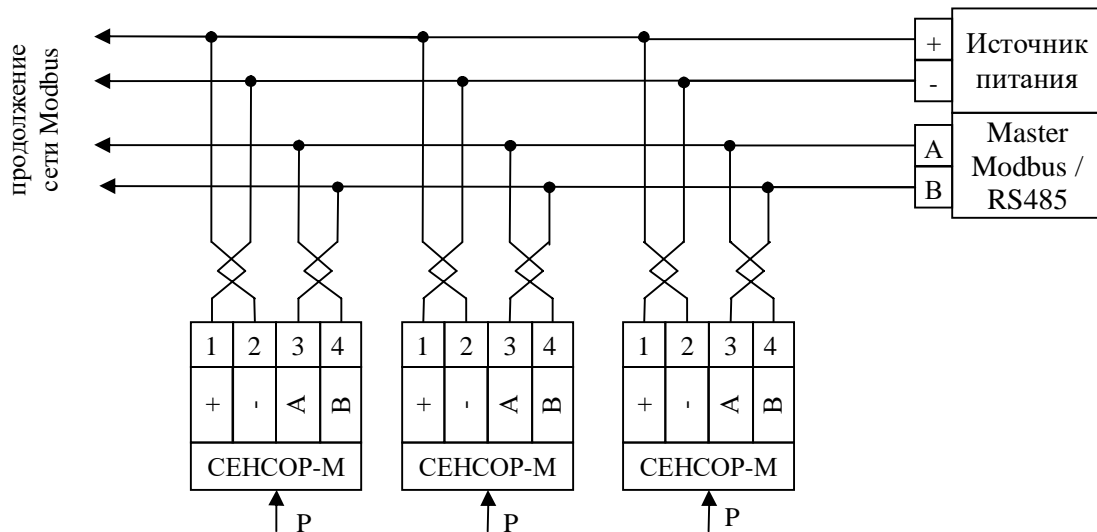 продолжение
сети Modbus
+
Источник
питания
-
A
Master
Modbus /
RS485
B
1 2 3 4
+ - A B
СЕНСОР-М
P
1 2 3 4
+ - A B
СЕНСОР-М
P
1 2 3 4
+ - A B
СЕНСОР-М
P